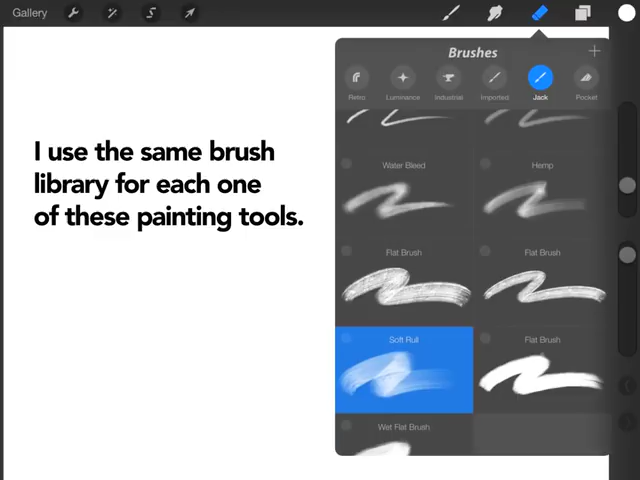 Gallery
Brushes
Retro Luminance Industrial Imported Jack Pocket
I use the same brush
library for each one
of these painting tools.
Water Bleed Hemp
Flat Brush Flat Brush
Soft Rull Flat Brush
Wet Flat Brush